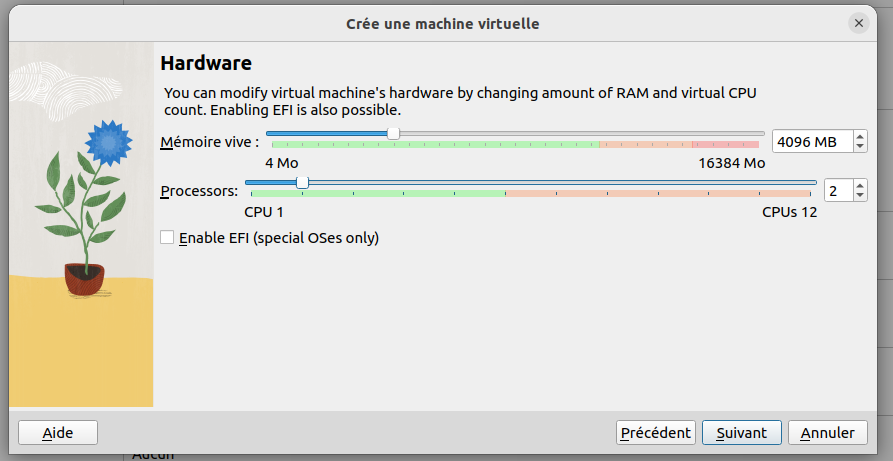 Crée une machine virtuelle
Hardware
You can modify virtual machine's hardware by changing amount of RAM and virtual CPU
count. Enabling EFI is also possible.
Mémoire vive : 4096 MB
4 Mo 16384 Mo
Processors: 2
CPU 1 CPUs 12
Enable EFI (special OSes only)
Aide Précédent Suivant Annuler
Aucun